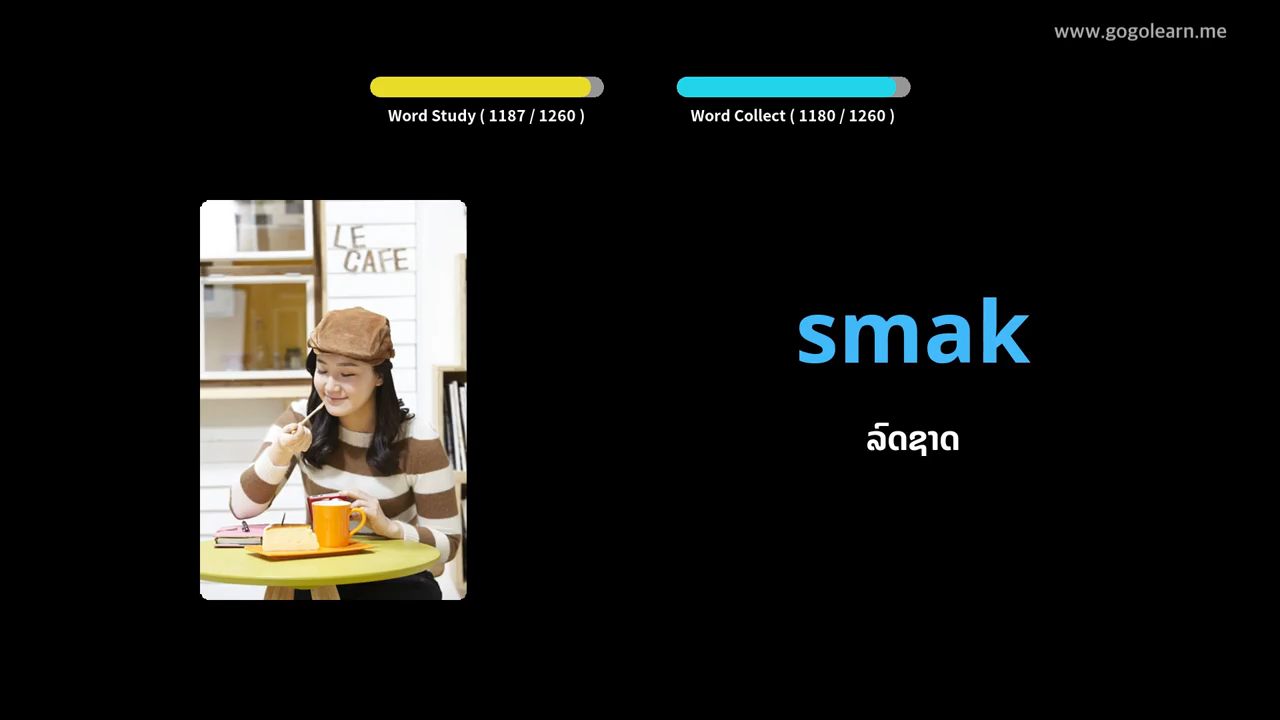 www.gogolearn.me
Word Study ( 1187 / 1260 )
Word Collect ( 1180 / 1260 )
LE
CAFE
smak
ລົດຊາດ